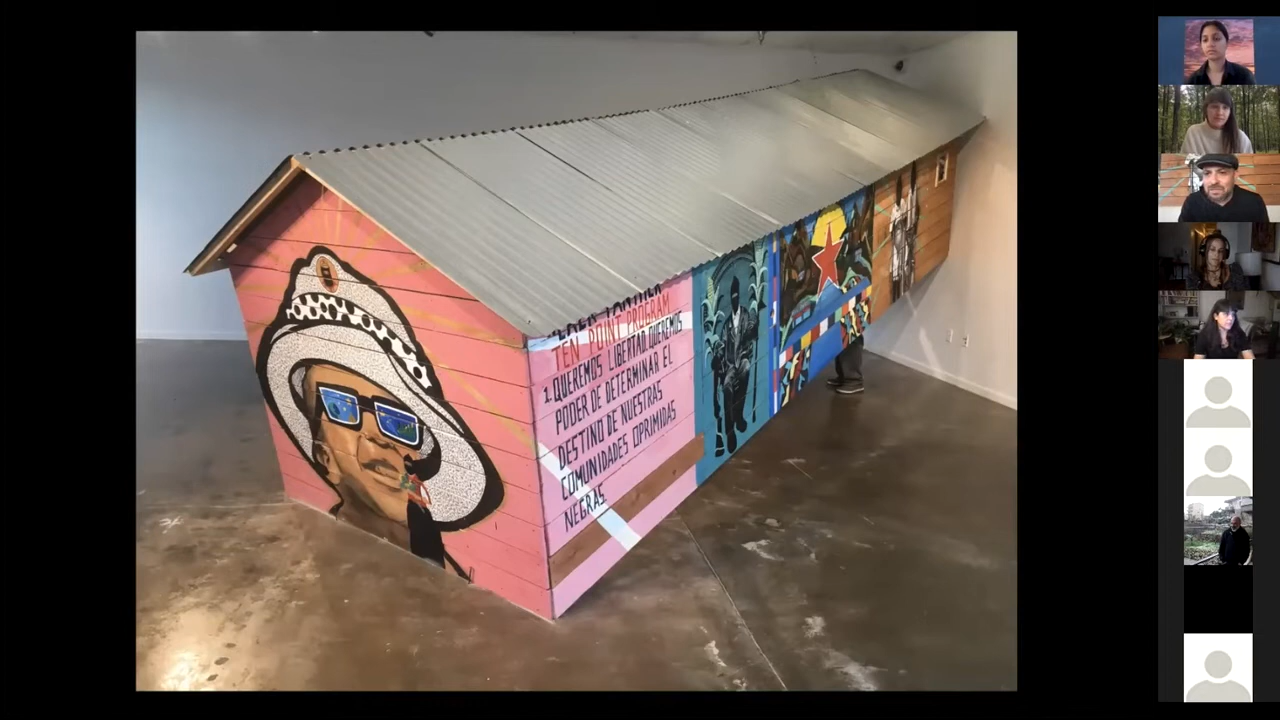 TEN POINT PROGRAM
1. QUEREMOS LIBERTAD. QUEREMOS
PODER DE DETERMINAR EL
DESTINO DE NUESTRAS
COMUNIDADES OPRIMIDAS
NEGRAS.